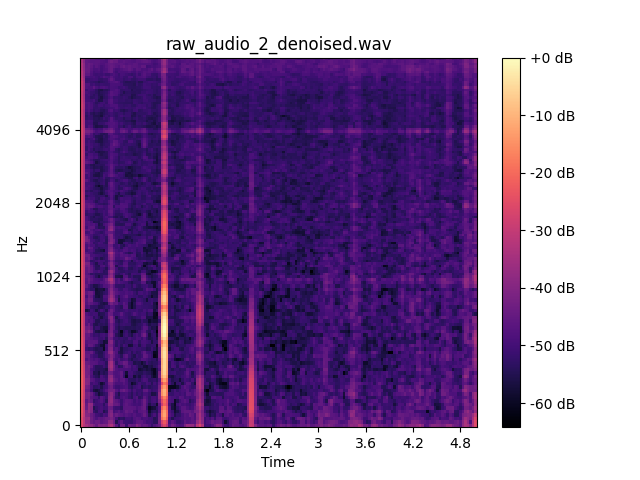 raw_audio_2_denoised.wav
Hz
4096
2048
1024
512
0
0
0.6
1.2
1.8
2.4
3
3.6
4.2
4.8
Time
+0 dB
-10 dB
-20 dB
-30 dB
-40 dB
-50 dB
-60 dB